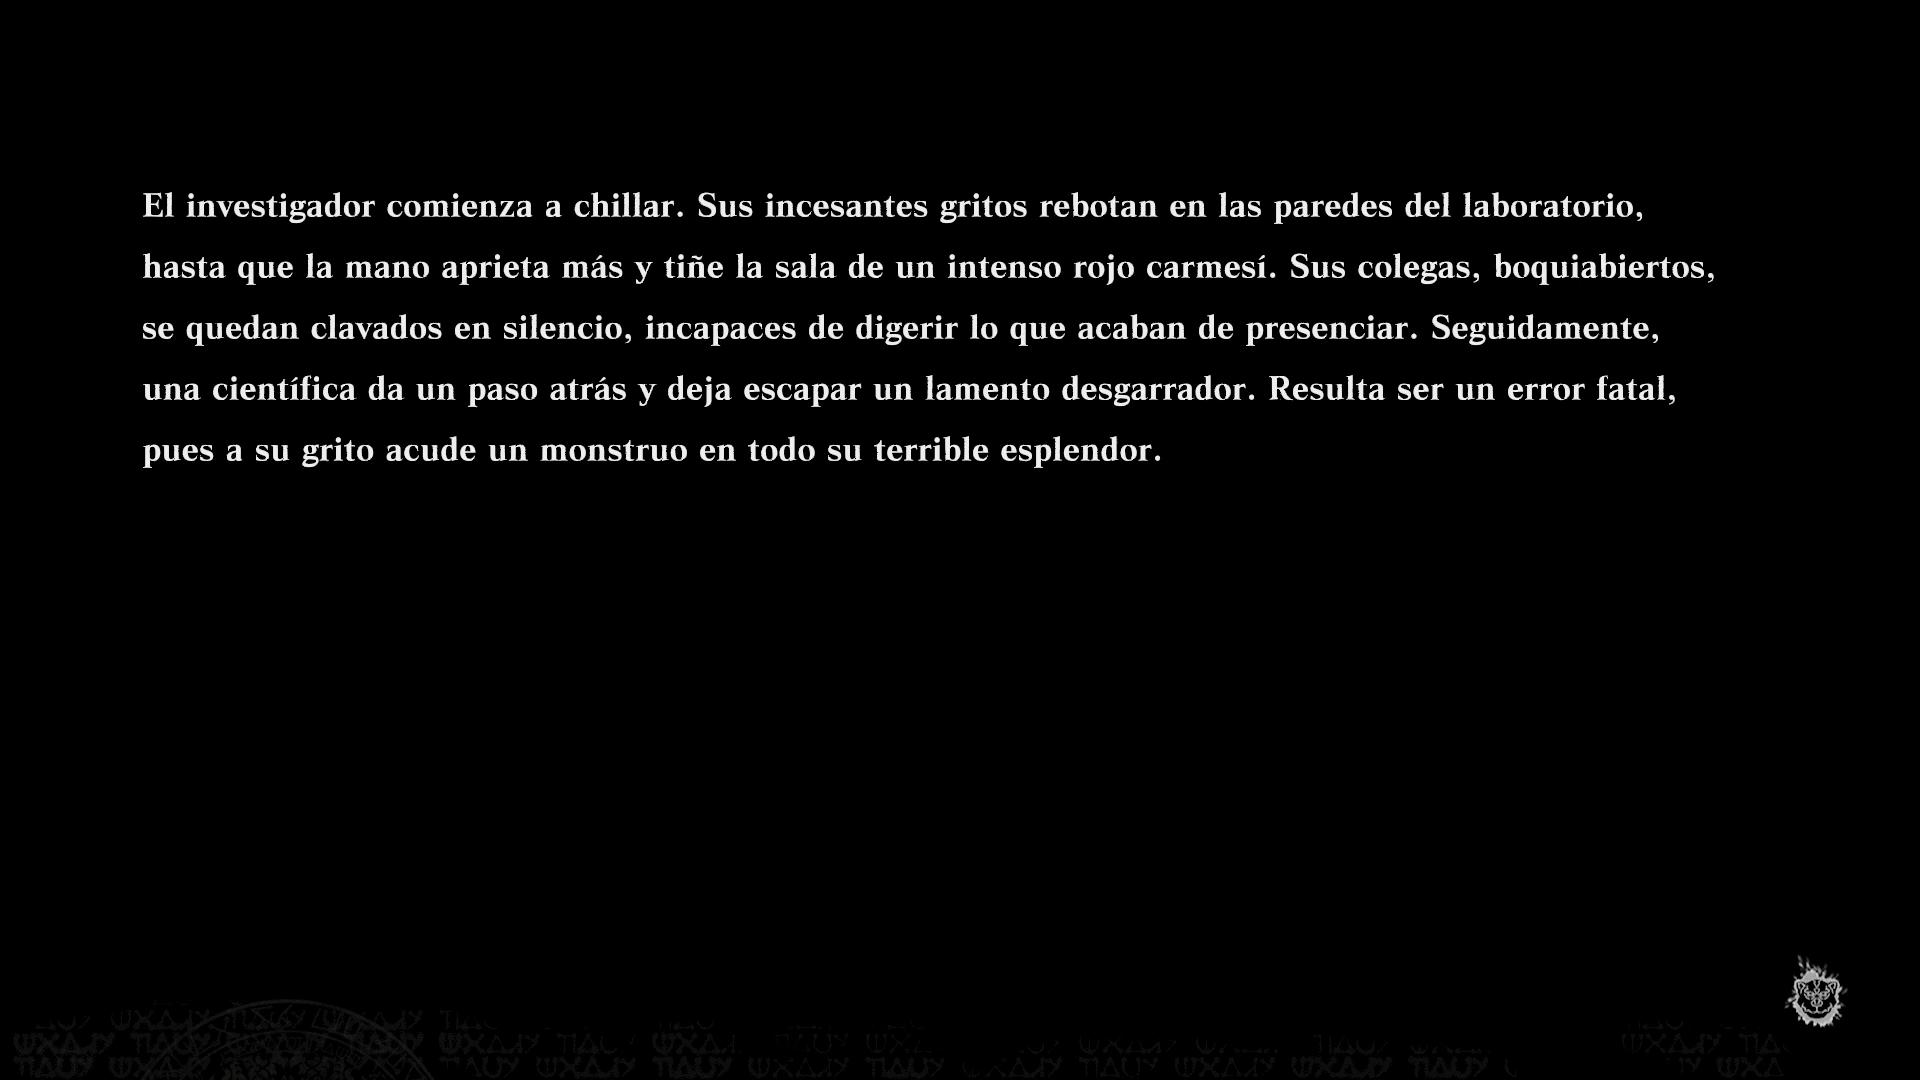 El investigador comienza a chillar. Sus incesantes gritos rebotan en las paredes del laboratorio,
hasta que la mano aprieta más y tiñe la sala de un intenso rojo carmesí. Sus colegas, boquiabiertos,
se quedan clavados en silencio, incapaces de digerir lo que acaban de presenciar. Seguidamente,
una científica da un paso atrás y deja escapar un lamento desgarrador. Resulta ser un error fatal,
pues a su grito acude un monstruo en todo su terrible esplendor.